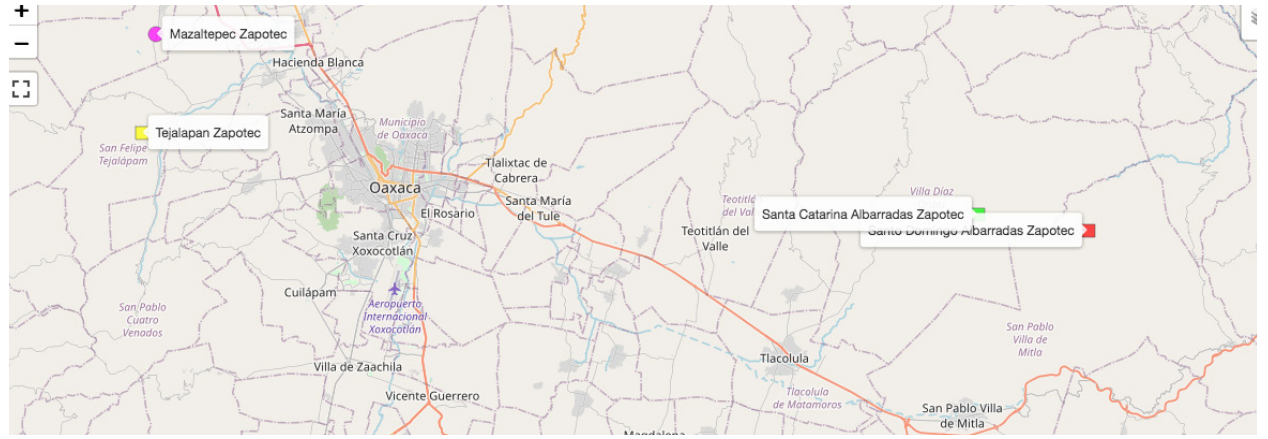 +
−
Mazaltepec Zapotec
Hacienda Blanca
Santa María
Atzompa
Municipio
de Oaxaca
Tejalapan Zapotec
San Felipe
Tejalápam
Tlalixtac de
Cabrera
Oaxaca
El Rosario
Santa María
del Tule
Santa Cruz
Xoxocotlán
Teotitlán del
Valle
Villa Díaz
Santa Catarina Albarradas Zapotec
Santo Domingo Albarradas Zapotec
Cuilápam
Aeropuerto
Internacional
Xoxocotlán
San Pablo
Cuatro
Venados
San Pablo
Villa de
Mitla
Villa de Zaachila
Tlacolula
Tlacolula
de Matamoros
Vicente Guerrero
San Pablo Villa
de Mitla
Magdalena